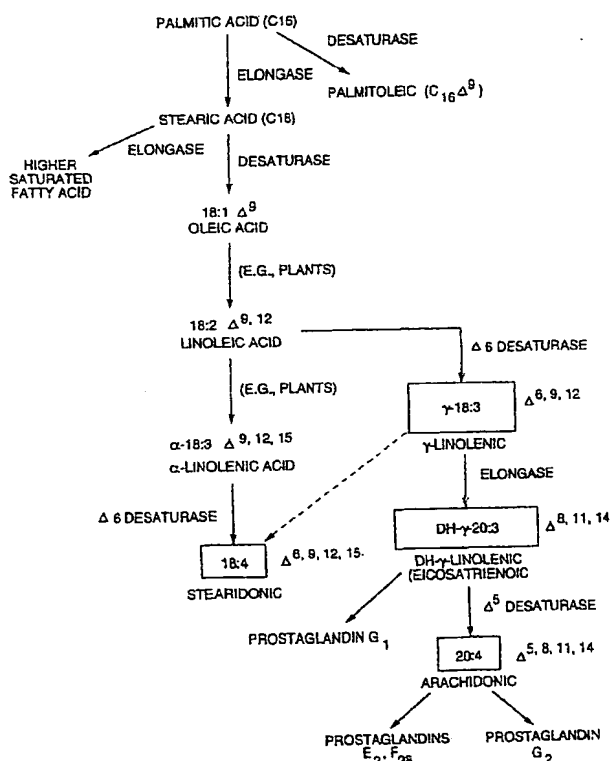 PALMITIC ACID (C16)
DESATURASE
ELONGASE
PALMITOLEIC (C16 Δ9)
STEARIC ACID (C18)
ELONGASE
DESATURASE
HIGHER
SATURATED
FATTY ACID
18:1 Δ9
OLEIC ACID
(E.G., PLANTS)
18:2 Δ9, 12
LINOLEIC ACID
Δ 6 DESATURASE
(E.G., PLANTS)
γ-18:3 Δ6, 9, 12
γ-LINOLENIC
α-18:3 Δ9, 12, 15
α-LINOLENIC ACID
ELONGASE
Δ 6 DESATURASE
DH-γ-20:3 Δ8, 11, 14
DH-γ-LINOLENIC
(EICOSATRIENOIC
18:4 Δ6, 9, 12, 15
STEARIDONIC
Δ5 DESATURASE
PROSTAGLANDIN G1
20:4 Δ5, 8, 11, 14
ARACHIDONIC
PROSTAGLANDINS
E2, F2α
PROSTAGLANDIN
G2